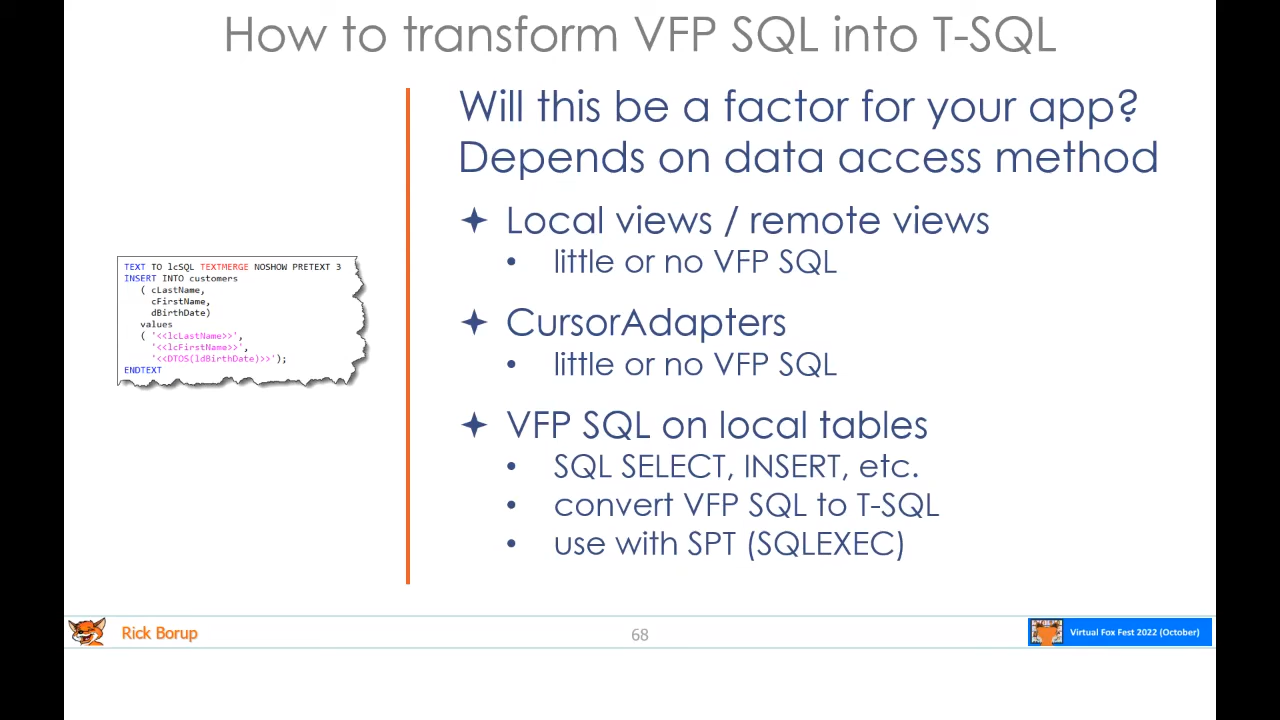 How to transform VFP SQL into T-SQL
TEXT TO lcSQL TEXTMERGE NOSHOW PRETEXT 3
INSERT INTO customers
( cLastName,
cFirstName,
dBirthDate)
values
( '<<lcLastName>>',
'<<lcFirstName>>',
'<<DTOS(ldBirthDate)>>');
ENDTEXT
Will this be a factor for your app?
Depends on data access method
Local views / remote views
• little or no VFP SQL
CursorAdapters
• little or no VFP SQL
VFP SQL on local tables
• SQL SELECT, INSERT, etc.
• convert VFP SQL to T-SQL
• use with SPT (SQLEXEC)
Rick Borup
68
Virtual Fox Fest 2022 (October)